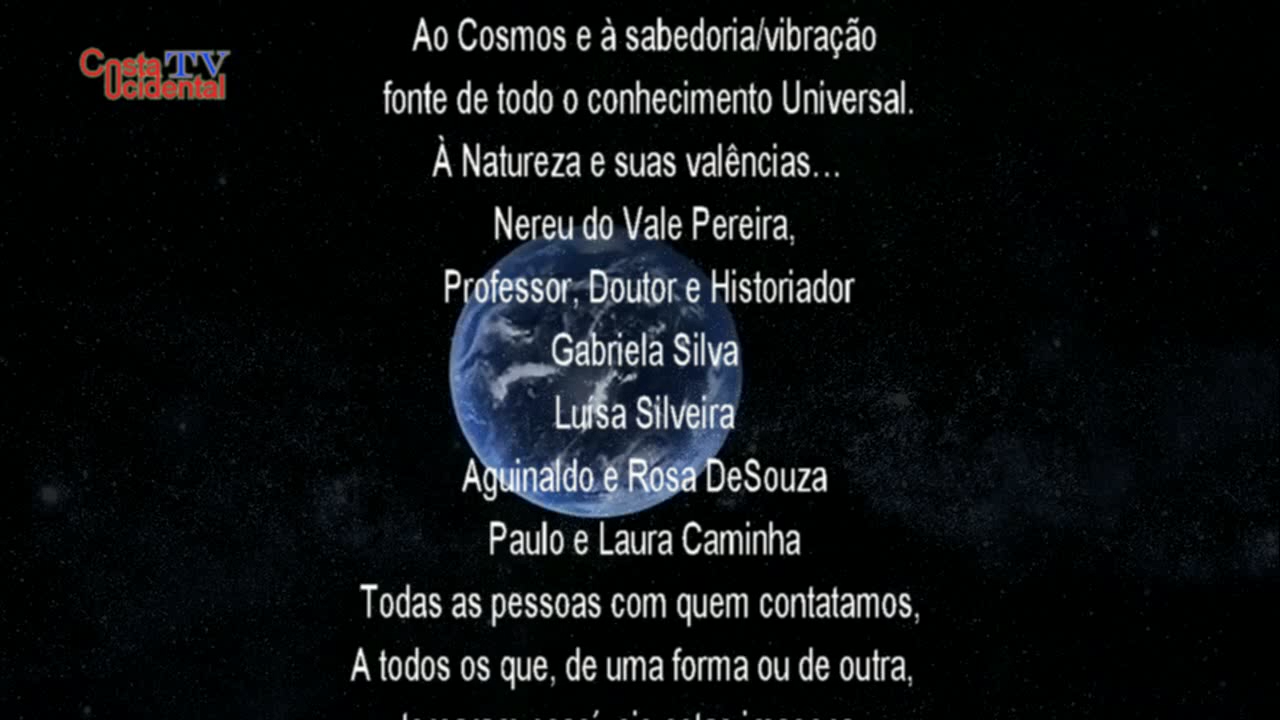 Costa TV
Ocidental
Ao Cosmos e à sabedoria/vibração
fonte de todo o conhecimento Universal.
À Natureza e suas valências...
Nereu do Vale Pereira,
Professor, Doutor e Historiador
Gabriela Silva
Luísa Silveira
Aguinaldo e Rosa DeSouza
Paulo e Laura Caminha
Todas as pessoas com quem contatamos,
A todos os que, de uma forma ou de outra,